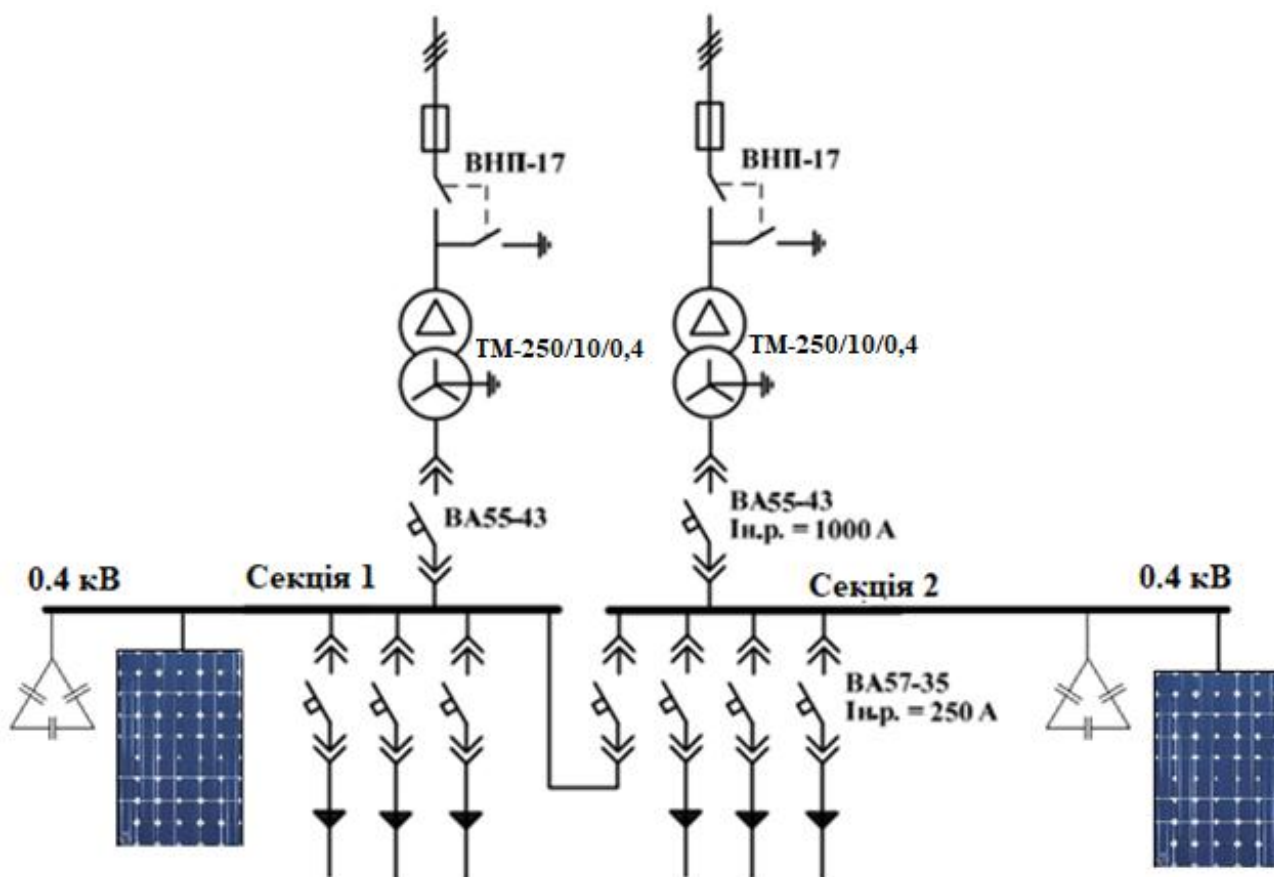 ВНП-17
ВНП-17
ТМ-250/10/0,4
ТМ-250/10/0,4
ВА55-43
ВА55-43
Ін.р. = 1000 А
0.4 кВ
Секція 1
Секція 2
0.4 кВ
ВА57-35
Ін.р. = 250 А